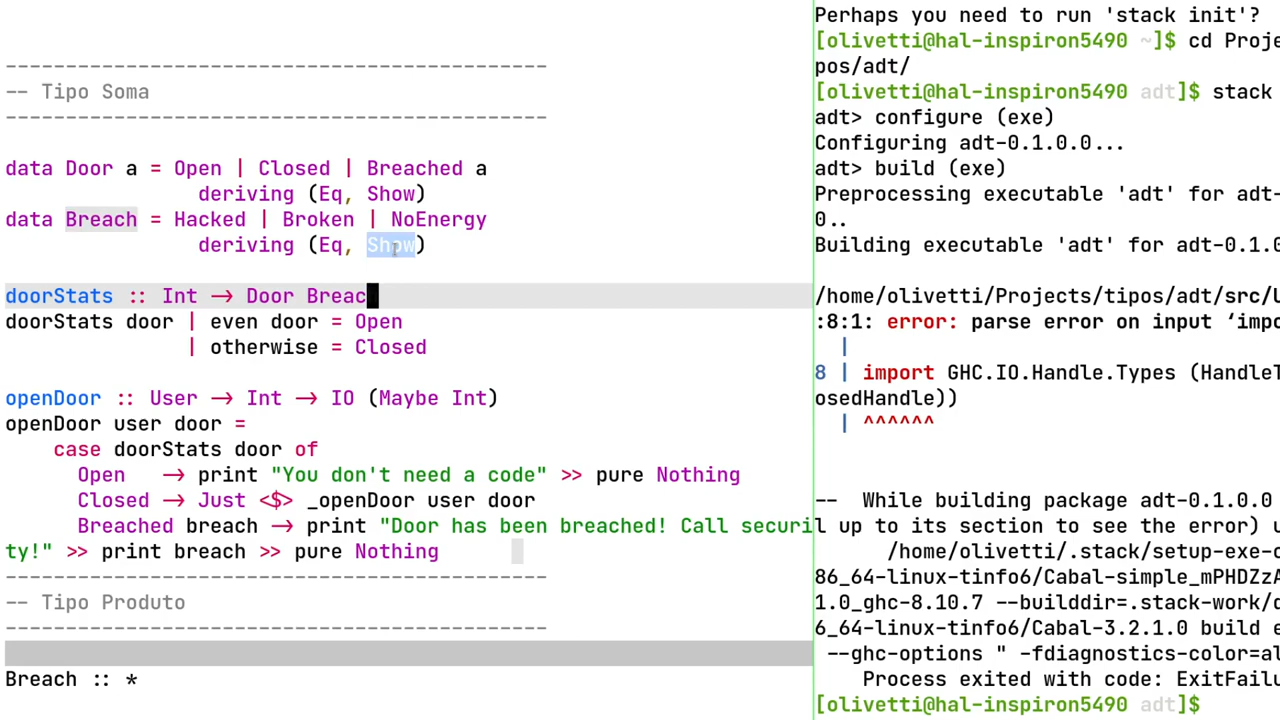 ---------------------------------------------
-- Tipo Soma
---------------------------------------------
data Door a = Open | Closed | Breached a
deriving (Eq, Show)
data Breach = Hacked | Broken | NoEnergy
deriving (Eq, Show)
doorStats :: Int → Door Breac
doorStats door | even door = Open
| otherwise = Closed
openDoor :: User → Int → IO (Maybe Int)
openDoor user door =
case doorStats door of
Open → print "You don't need a code" >> pure Nothing
Closed → Just <$> _openDoor user door
Breached breach → print "Door has been breached! Call securi
ty!" >> print breach >> pure Nothing
---------------------------------------------
-- Tipo Produto
---------------------------------------------
Breach :: *
Perhaps you need to run 'stack init'?
[olivetti@hal-inspiron5490 ~]$ cd Proje
pos/adt/
[olivetti@hal-inspiron5490 adt]$ stack
adt> configure (exe)
Configuring adt-0.1.0.0...
adt> build (exe)
Preprocessing executable 'adt' for adt-
0..
Building executable 'adt' for adt-0.1.0
/home/olivetti/Projects/tipos/adt/src/U
:8:1: error: parse error on input ‘impo
|
8 | import GHC.IO.Handle.Types (HandleT
osedHandle))
| ^^^^^^
-- While building package adt-0.1.0.0
l up to its section to see the error) u
/home/olivetti/.stack/setup-exe-c
86_64-linux-tinfo6/Cabal-simple_mPHDZzA
1.0_ghc-8.10.7 --builddir=.stack-work/d
6_64-linux-tinfo6/Cabal-3.2.1.0 build e
--ghc-options " -fdiagnostics-color=al
Process exited with code: ExitFailu
[olivetti@hal-inspiron5490 adt]$